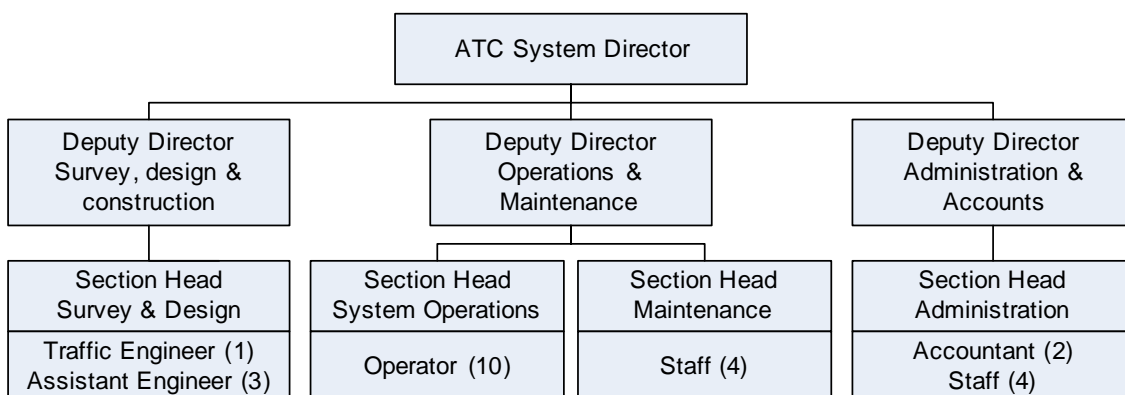 ATC System Director
Deputy Director
Survey, design &
construction
Deputy Director
Operations &
Maintenance
Deputy Director
Administration &
Accounts
Section Head
Survey & Design
Traffic Engineer (1)
Assistant Engineer (3)
Section Head
System Operations
Operator (10)
Section Head
Maintenance
Staff (4)
Section Head
Administration
Accountant (2)
Staff (4)